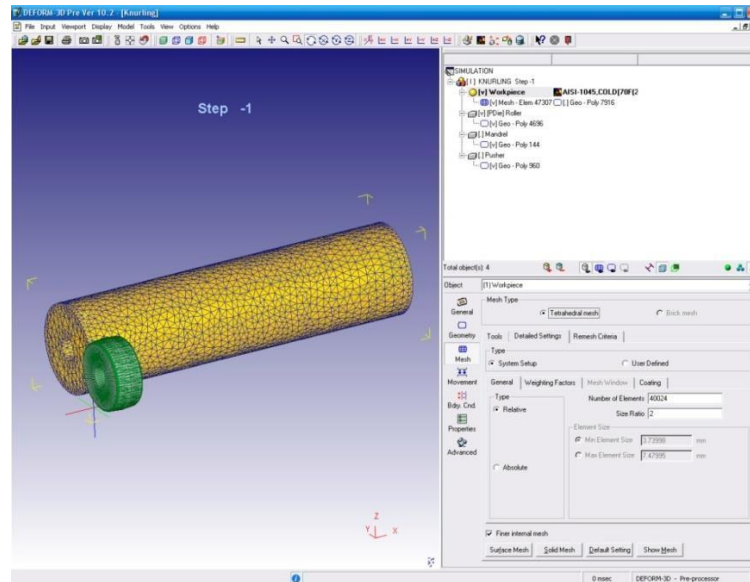 DEFORM-3D Pre Ver 10.2 - [Knurling]
File Input Viewport Display Model Tools View Options
Step -1
SIMULATION
[I] KNURLING Step -1
[v] Workpiece AISI-1045,COLD[70F]2
[v] Mesh - Elem 47307 [.] Geo - Poly 7916
[v] [PDie] Roller
[v] Geo - Poly 4696
[.] Mandrel
[v] Geo - Poly 144
[.] Pusher
[v] Geo - Poly 960
Total object(s): 4
Object [1] Workpiece
General
Geometry
Mesh
Movement
Bdry. Cnd.
Properties
Advanced
Mesh Type
Tetrahedral mesh Brick mesh
Tools Detailed Settings Remesh Criteria
Type
System Setup User Defined
General Weighting Factors Mesh Window Coating
Type
Relative
Absolute
Number of Elements 40024
Size Ratio 2
Element Size
Min Element Size 3.73998 mm
Max Element Size 7.47995 mm
Finer internal mesh
Surface Mesh Solid Mesh Default Setting Show Mesh
Z
Y X
0 msec DEFORM-3D - Pre-processor